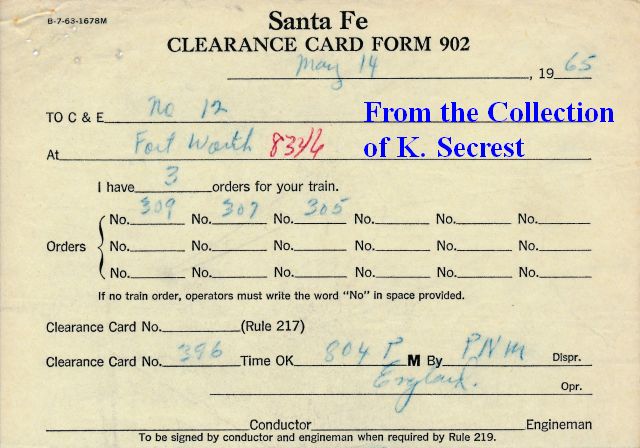 B-7-63-1678M
Santa Fe
CLEARANCE CARD FORM 902
May 14, 1965
TO C & E No 12
From the Collection
of K. Secrest
At Fort Worth
I have 3 orders for your train.
No. 309 No. 307 No. 305 No. No. No.
Orders No. No. No. No. No. No.
No. No. No. No. No. No.
If no train order, operators must write the word "No" in space provided.
Clearance Card No. (Rule 217)
Clearance Card No. 396 Time OK 804 P M By PNM Dispr.
England. Opr.
Conductor Engineman
To be signed by conductor and engineman when required by Rule 219.